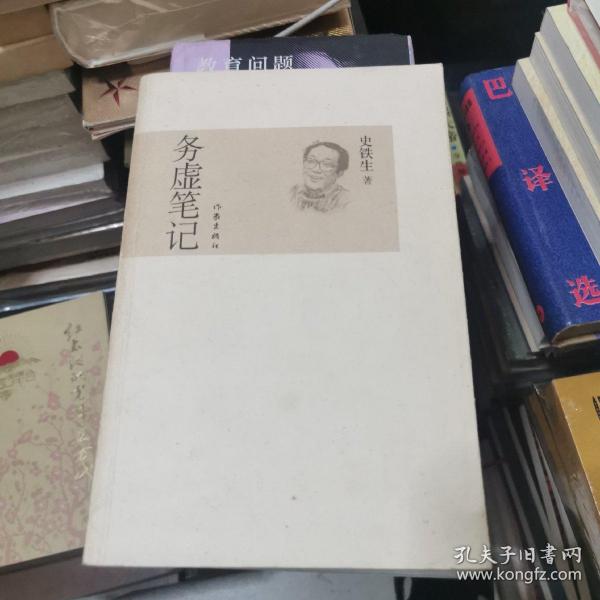 教育问题
务虚笔记
史铁生 著
作家出版社
巴
译
选
孔夫子旧书网
www.kongfz.com